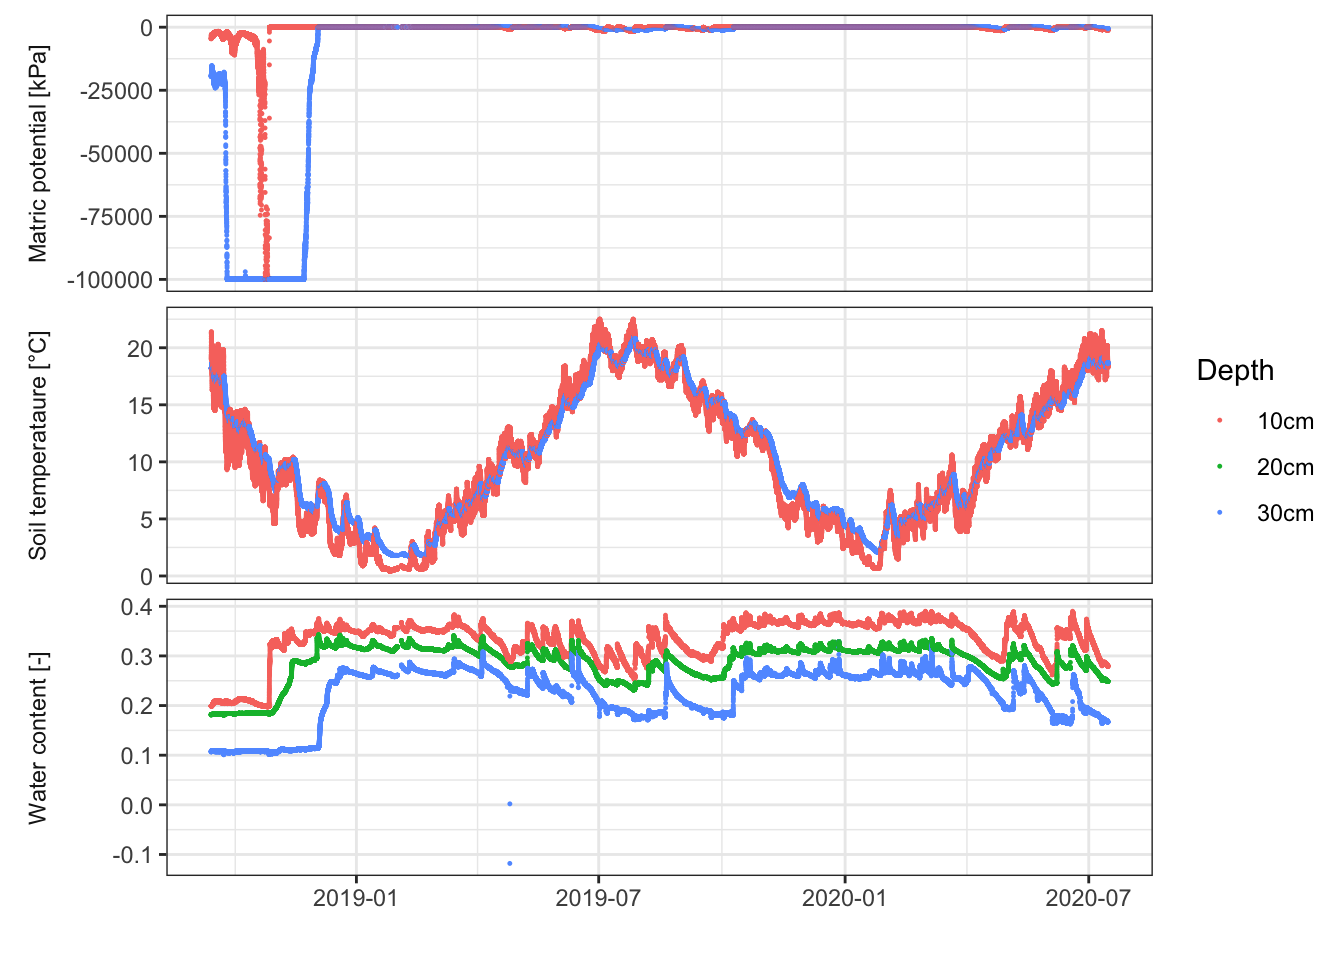 Matric potential [kPa]
0
-25000
-50000
-75000
-100000
Soil temperataure [°C]
20
15
10
5
0
Water content [-]
0.4
0.3
0.2
0.1
0.0
-0.1
2019-01
2019-07
2020-01
2020-07
Depth
10cm
20cm
30cm